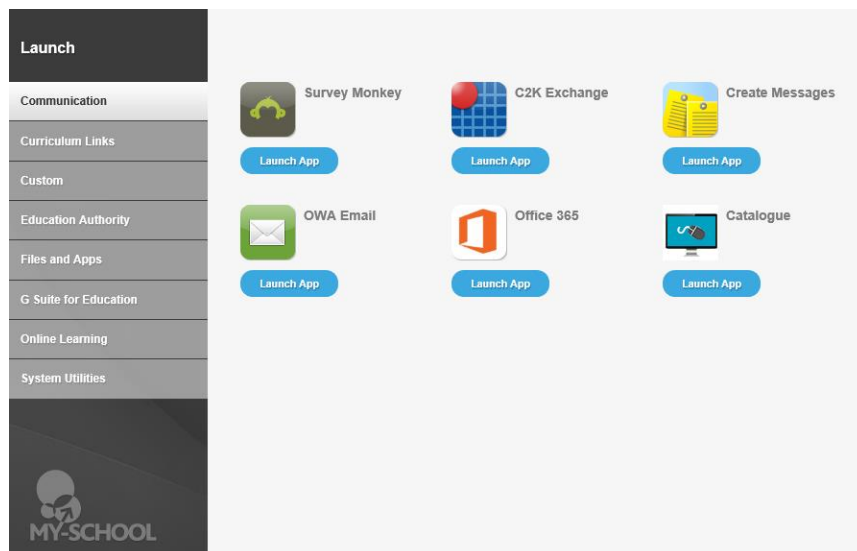 Launch
Communication
Curriculum Links
Custom
Education Authority
Files and Apps
G Suite for Education
Online Learning
System Utilities
MY-SCHOOL
Survey Monkey
Launch App
C2K Exchange
Launch App
Create Messages
Launch App
OWA Email
Launch App
Office 365
Launch App
Catalogue
Launch App